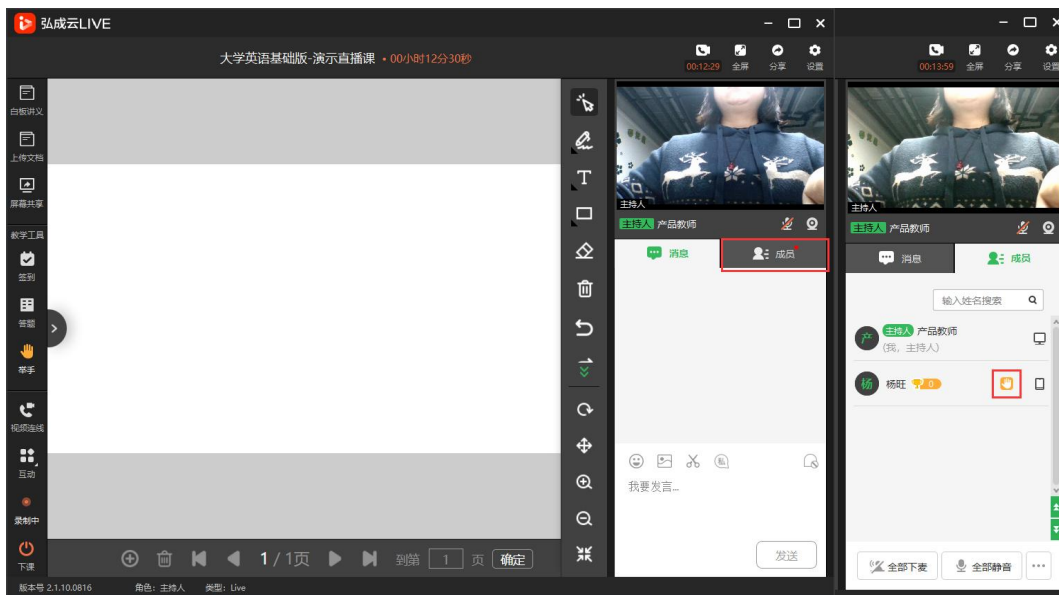 弘成云LIVE
大学英语基础版-演示直播课 • 00小时12分30秒
00:12:29 全屏 分享 设置
白板讲义
上传文档
屏幕共享
教学工具
签到
答题
举手
视频连线
互动
录制中
下课
T
主持人
主持人 产品教师
消息
成员
我要发言...
发送
1 / 1页
到第 1 页 确定
版本号 2.1.10.0816 角色: 主持人 类型: Live
00:13:59 全屏 分享 设置
主持人
主持人 产品教师
消息
成员
输入姓名搜索
产 主持人 产品教师
(我, 主持人)
杨 杨旺 0
全部下麦
全部静音